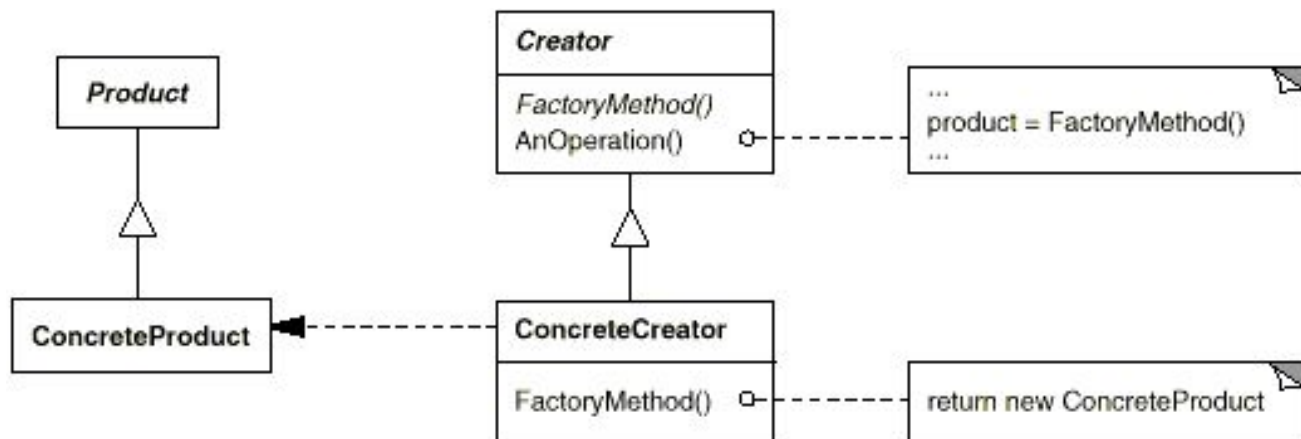 Product
ConcreteProduct
Creator
FactoryMethod()
AnOperation()
...
product = FactoryMethod()
...
ConcreteCreator
FactoryMethod()
return new ConcreteProduct